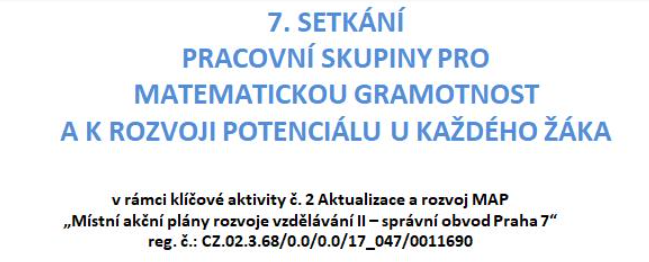 7. SETKÁNÍ
PRACOVNÍ SKUPINY PRO
MATEMATICKOU GRAMOTNOST
A K ROZVOJI POTENCIÁLU U KAŽDÉHO ŽÁKA
v rámci klíčové aktivity č. 2 Aktualizace a rozvoj MAP
„Místní akční plány rozvoje vzdělávání II – správní obvod Praha 7“
reg. č.: CZ.02.3.68/0.0/0.0/17_047/0011690